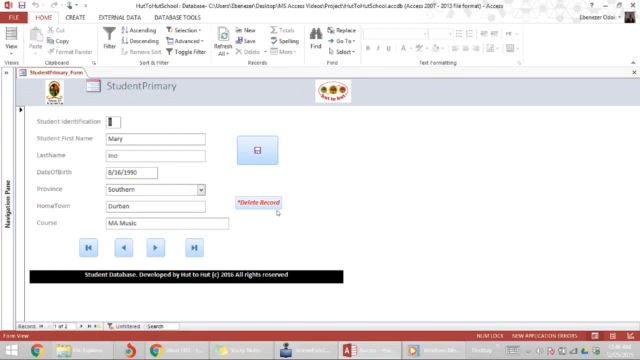 HutToHutSchool : Database- C:\Users\Ebenezer\Desktop\MS Access Videos\Project\HutToHutSchool.accdb (Access 2007 - 2013 file format) - Access
FILE HOME CREATE EXTERNAL DATA DATABASE TOOLS Ebenezer Odoi
View Paste Cut Copy Format Painter Filter Ascending Descending Remove Sort Selection Advanced Toggle Filter Refresh All New Save Delete Totals Spelling More Find Replace Go To Select
Views Clipboard Sort & Filter Records Find Text Formatting
StudentPrimary_Form
StudentPrimary
hut to hut
Student Identification
Student First Name Mary
LastName Ino
DateOfBirth 8/16/1990
Province Southern
*Delete Record
HomeTown Durban
Course MA Music
Navigation Pane
Student Database. Developed by Hut to Hut (c) 2016 All rights reserved
Record: 1 of 2 Unfiltered Search
Form View NUM LOCK NEW APPLICATION ERRORS
Sticky Notes